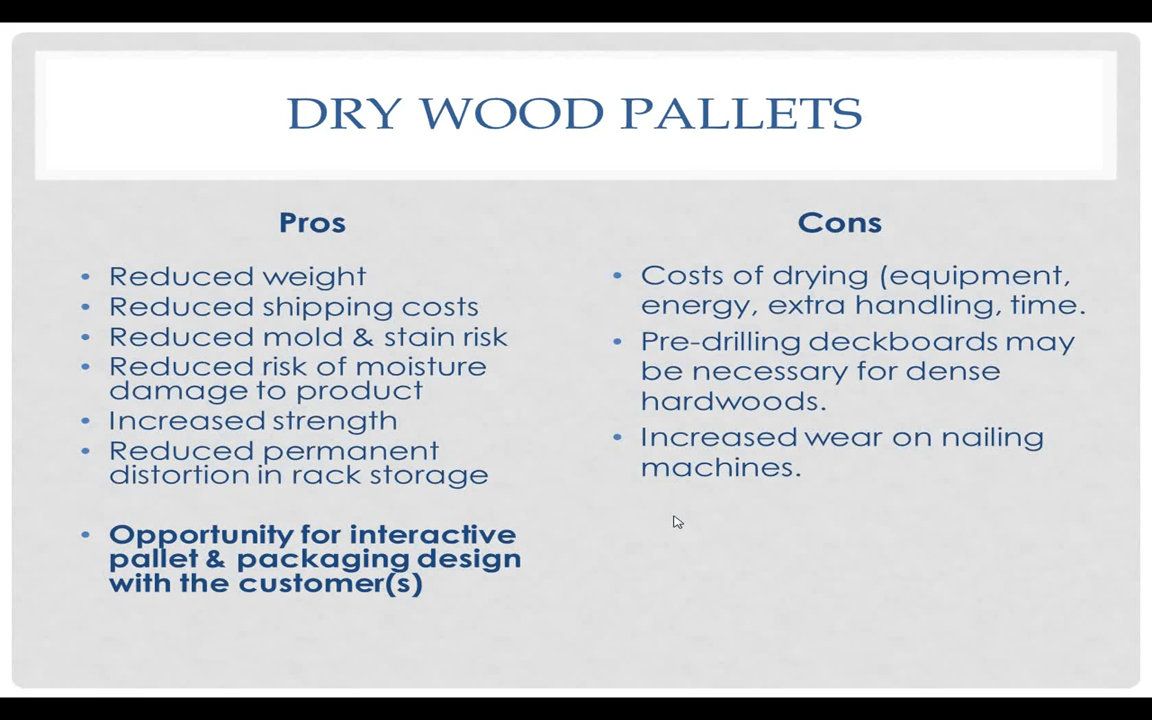 DRY WOOD PALLETS
Pros
• Reduced weight
• Reduced shipping costs
• Reduced mold & stain risk
• Reduced risk of moisture
damage to product
• Increased strength
• Reduced permanent
distortion in rack storage
• Opportunity for interactive
pallet & packaging design
with the customer(s)
Cons
• Costs of drying (equipment,
energy, extra handling, time.
• Pre-drilling deckboards may
be necessary for dense
hardwoods.
• Increased wear on nailing
machines.